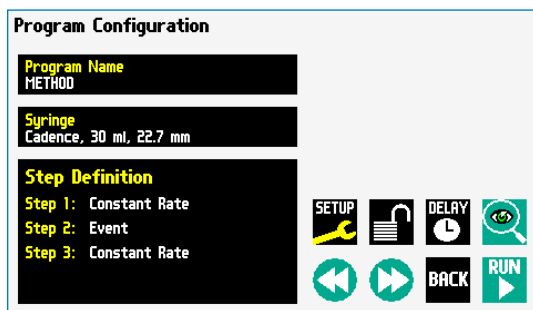 Program Configuration
Program Name
METHOD
Syringe
Cadence, 30 ml, 22.7 mm
Step Definition
Step 1: Constant Rate
Step 2: Event
Step 3: Constant Rate
SETUP
DELAY
BACK
RUN